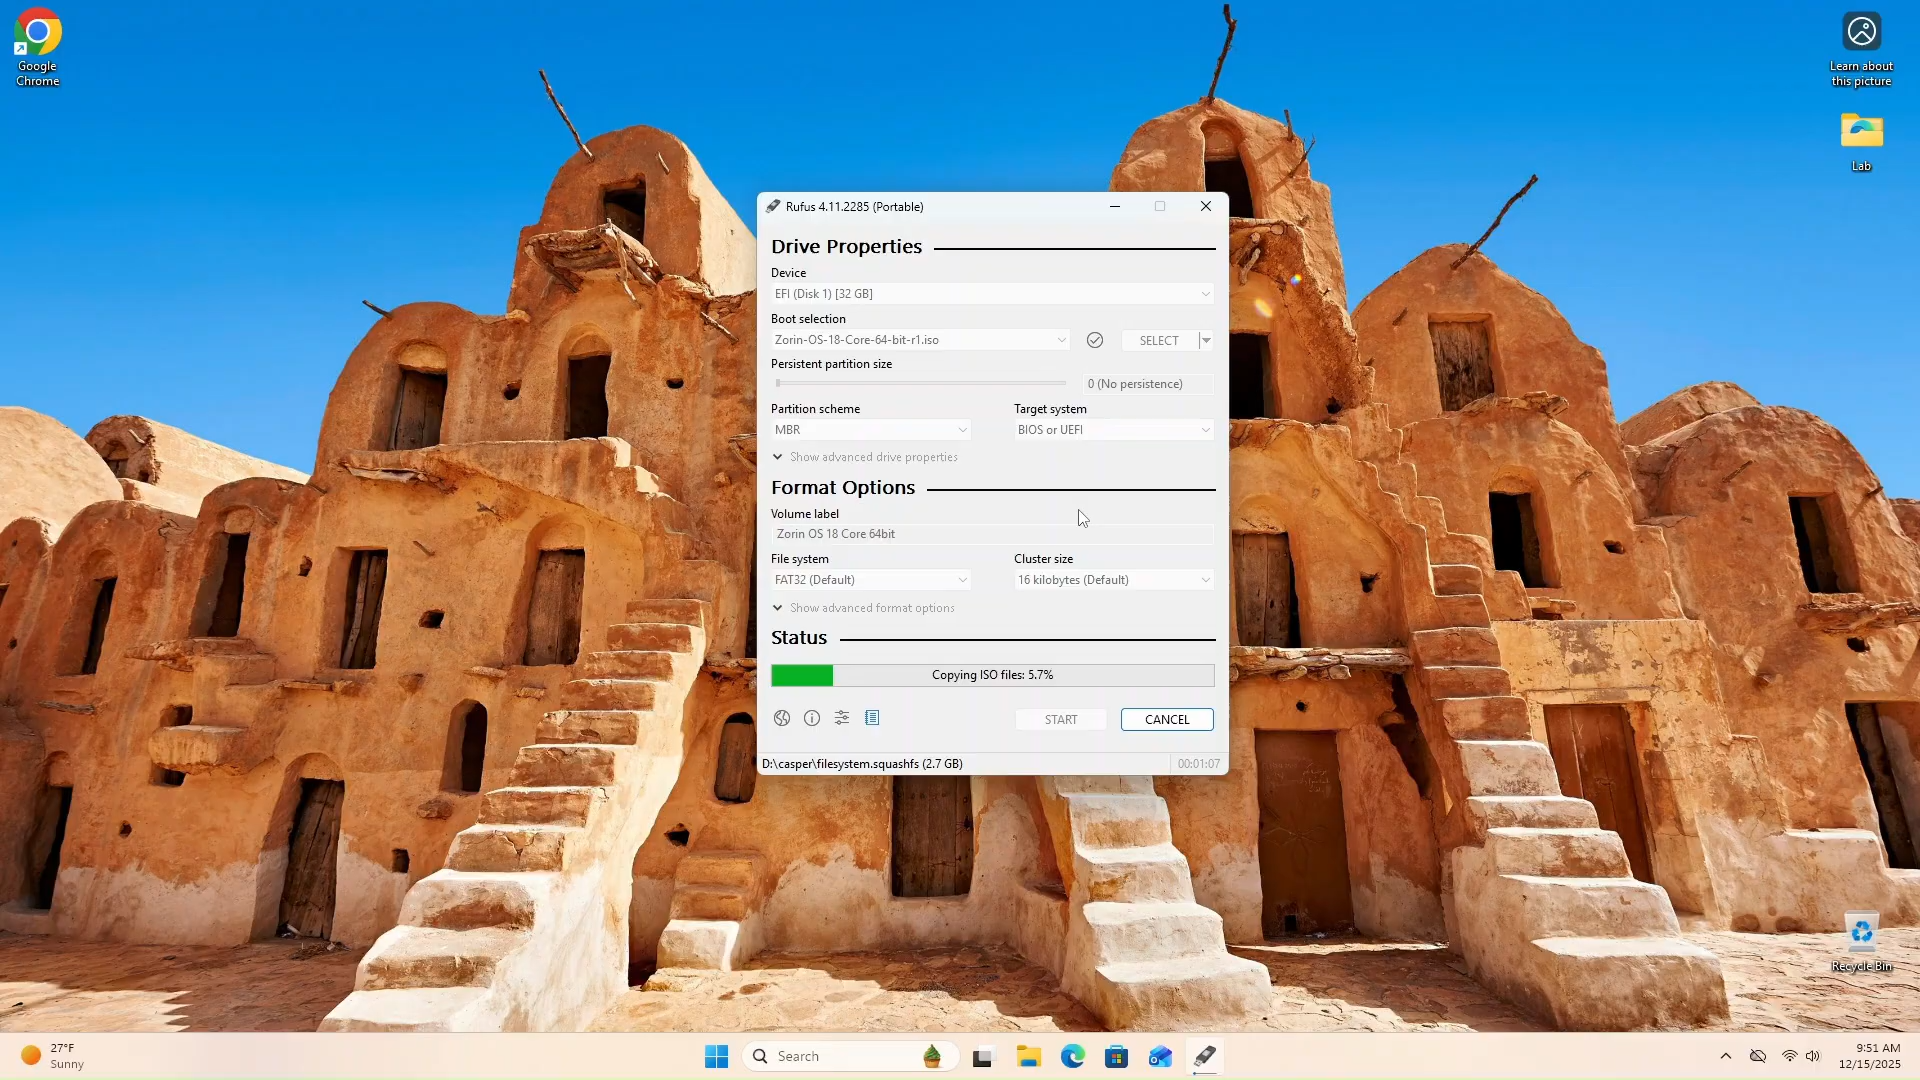 Google
Chrome
Learn about
this picture
Lab
Rufus 4.11.2285 (Portable)
Drive Properties
Device
EFI (Disk 1) [32 GB]
Boot selection
Zorin-OS-18-Core-64-bit-r1.iso
SELECT
Persistent partition size
0 (No persistence)
Partition scheme
Target system
MBR
BIOS or UEFI
Show advanced drive properties
Format Options
Volume label
Zorin OS 18 Core 64bit
File system
Cluster size
FAT32 (Default)
16 kilobytes (Default)
Show advanced format options
Status
Copying ISO files: 5.7%
START
CANCEL
D:\casper\filesystem.squashfs (2.7 GB)
00:01:07
Recycle Bin
27°F
Sunny
Search
9:51 AM
12/15/2025